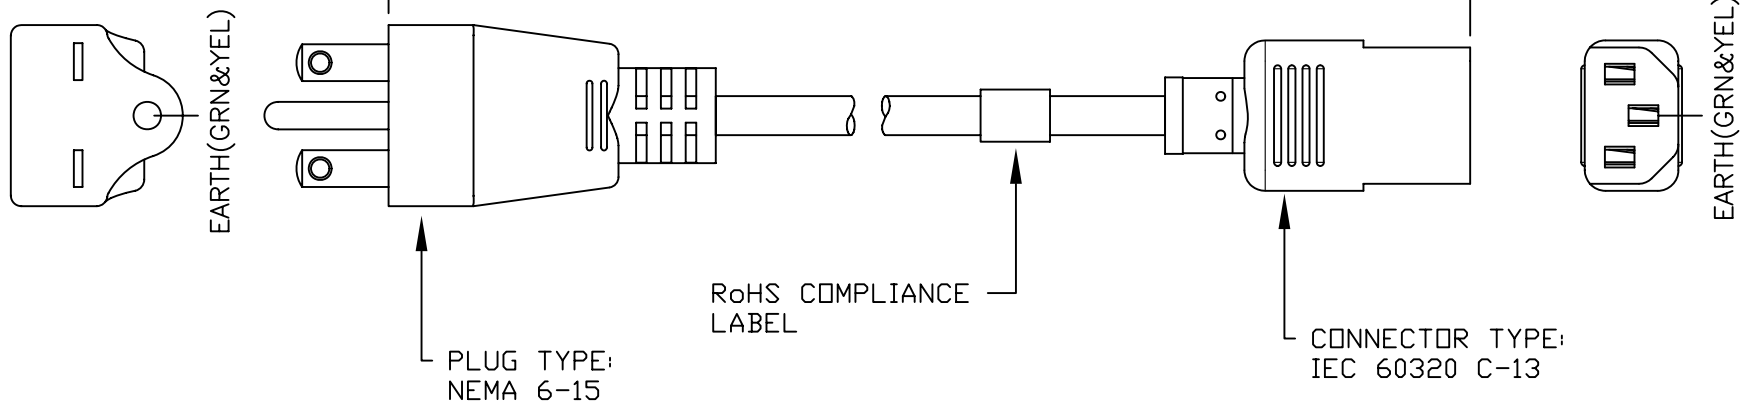 EARTH(GRN&YEL)
EARTH(GRN&YEL)
RoHS COMPLIANCE
LABEL
PLUG TYPE:
NEMA 6-15
CONNECTOR TYPE:
IEC 60320 C-13